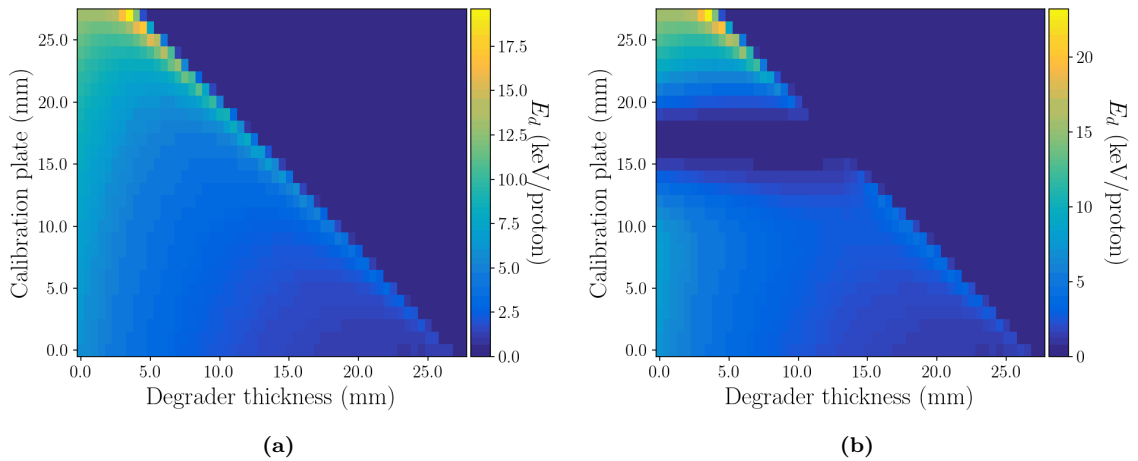 25.0
20.0
15.0
10.0
5.0
0.0
Calibration plate (mm)
0.0 5.0 10.0 15.0 20.0 25.0
Degrader thickness (mm)
17.5
15.0
12.5
10.0
7.5
5.0
2.5
0.0
E_d (keV/proton)
(a)
25.0
20.0
15.0
10.0
5.0
0.0
Calibration plate (mm)
0.0 5.0 10.0 15.0 20.0 25.0
Degrader thickness (mm)
20
15
10
5
0
E_d (keV/proton)
(b)